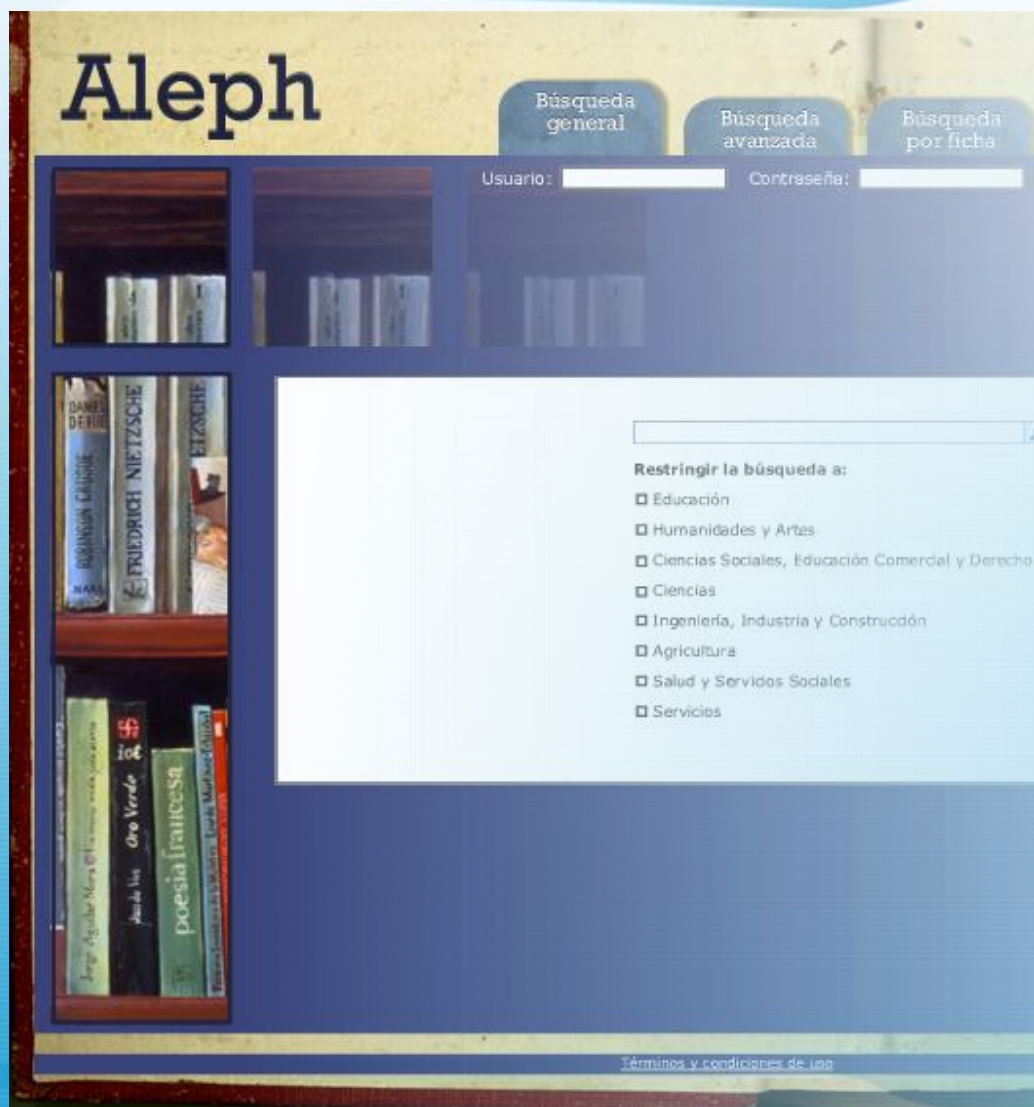 Aleph
Búsqueda
general
Búsqueda
avanzada
Búsqueda
por ficha
Usuario:
Contraseña:
FRIEDRICH NIETZSCHE
ROBINSON
Restringir la búsqueda a:
Educación
Humanidades y Artes
Ciencias Sociales, Educación Comercial y Derecho
Ciencias
Ingeniería, Industria y Construcción
Agricultura
Salud y Servicios Sociales
Servicios
Oro Verde
poesía francesa
Términos y condiciones de uso